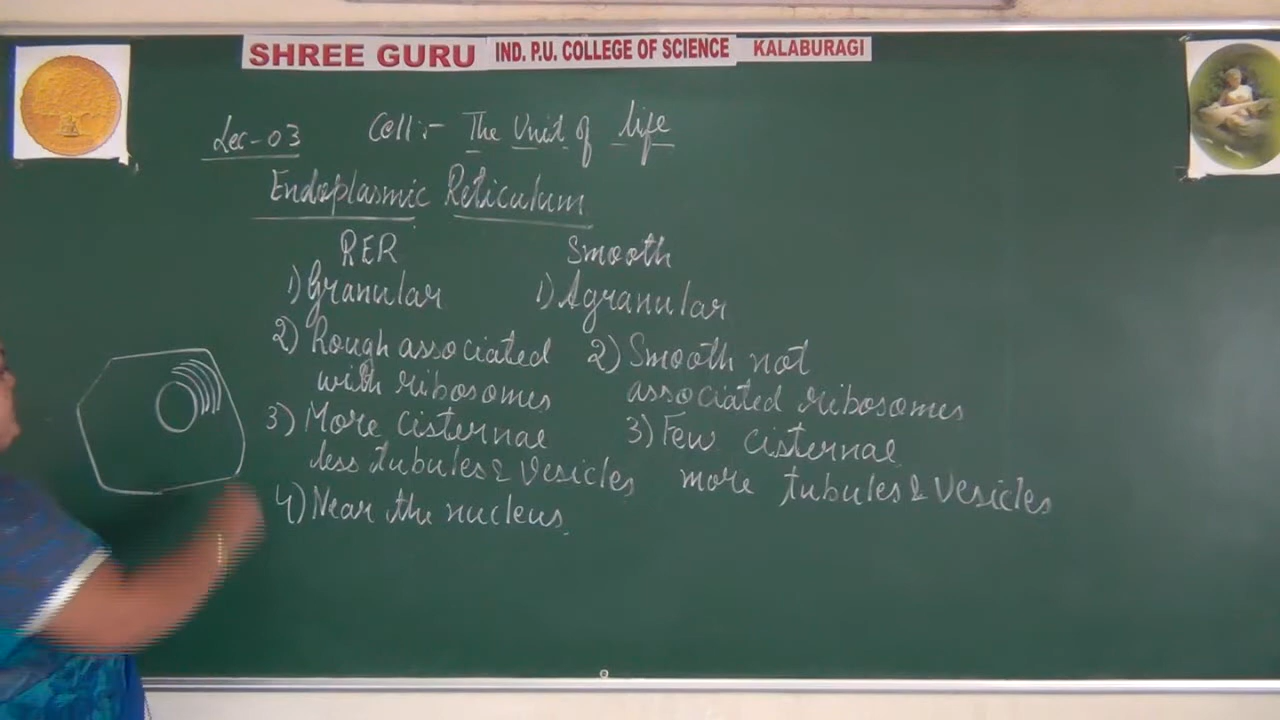 SHREE GURU IND. P.U. COLLEGE OF SCIENCE KALABURAGI
Lec-03 Cell:- The Unit of life
Endoplasmic Reticulum
RER Smooth
1) Granular 1) Agranular
2) Rough associated 2) Smooth not
with ribosomes associated ribosomes
3) More cisternae 3) Few cisternae
less tubules & vesicles more tubules & vesicles
4) Near the nucleus.